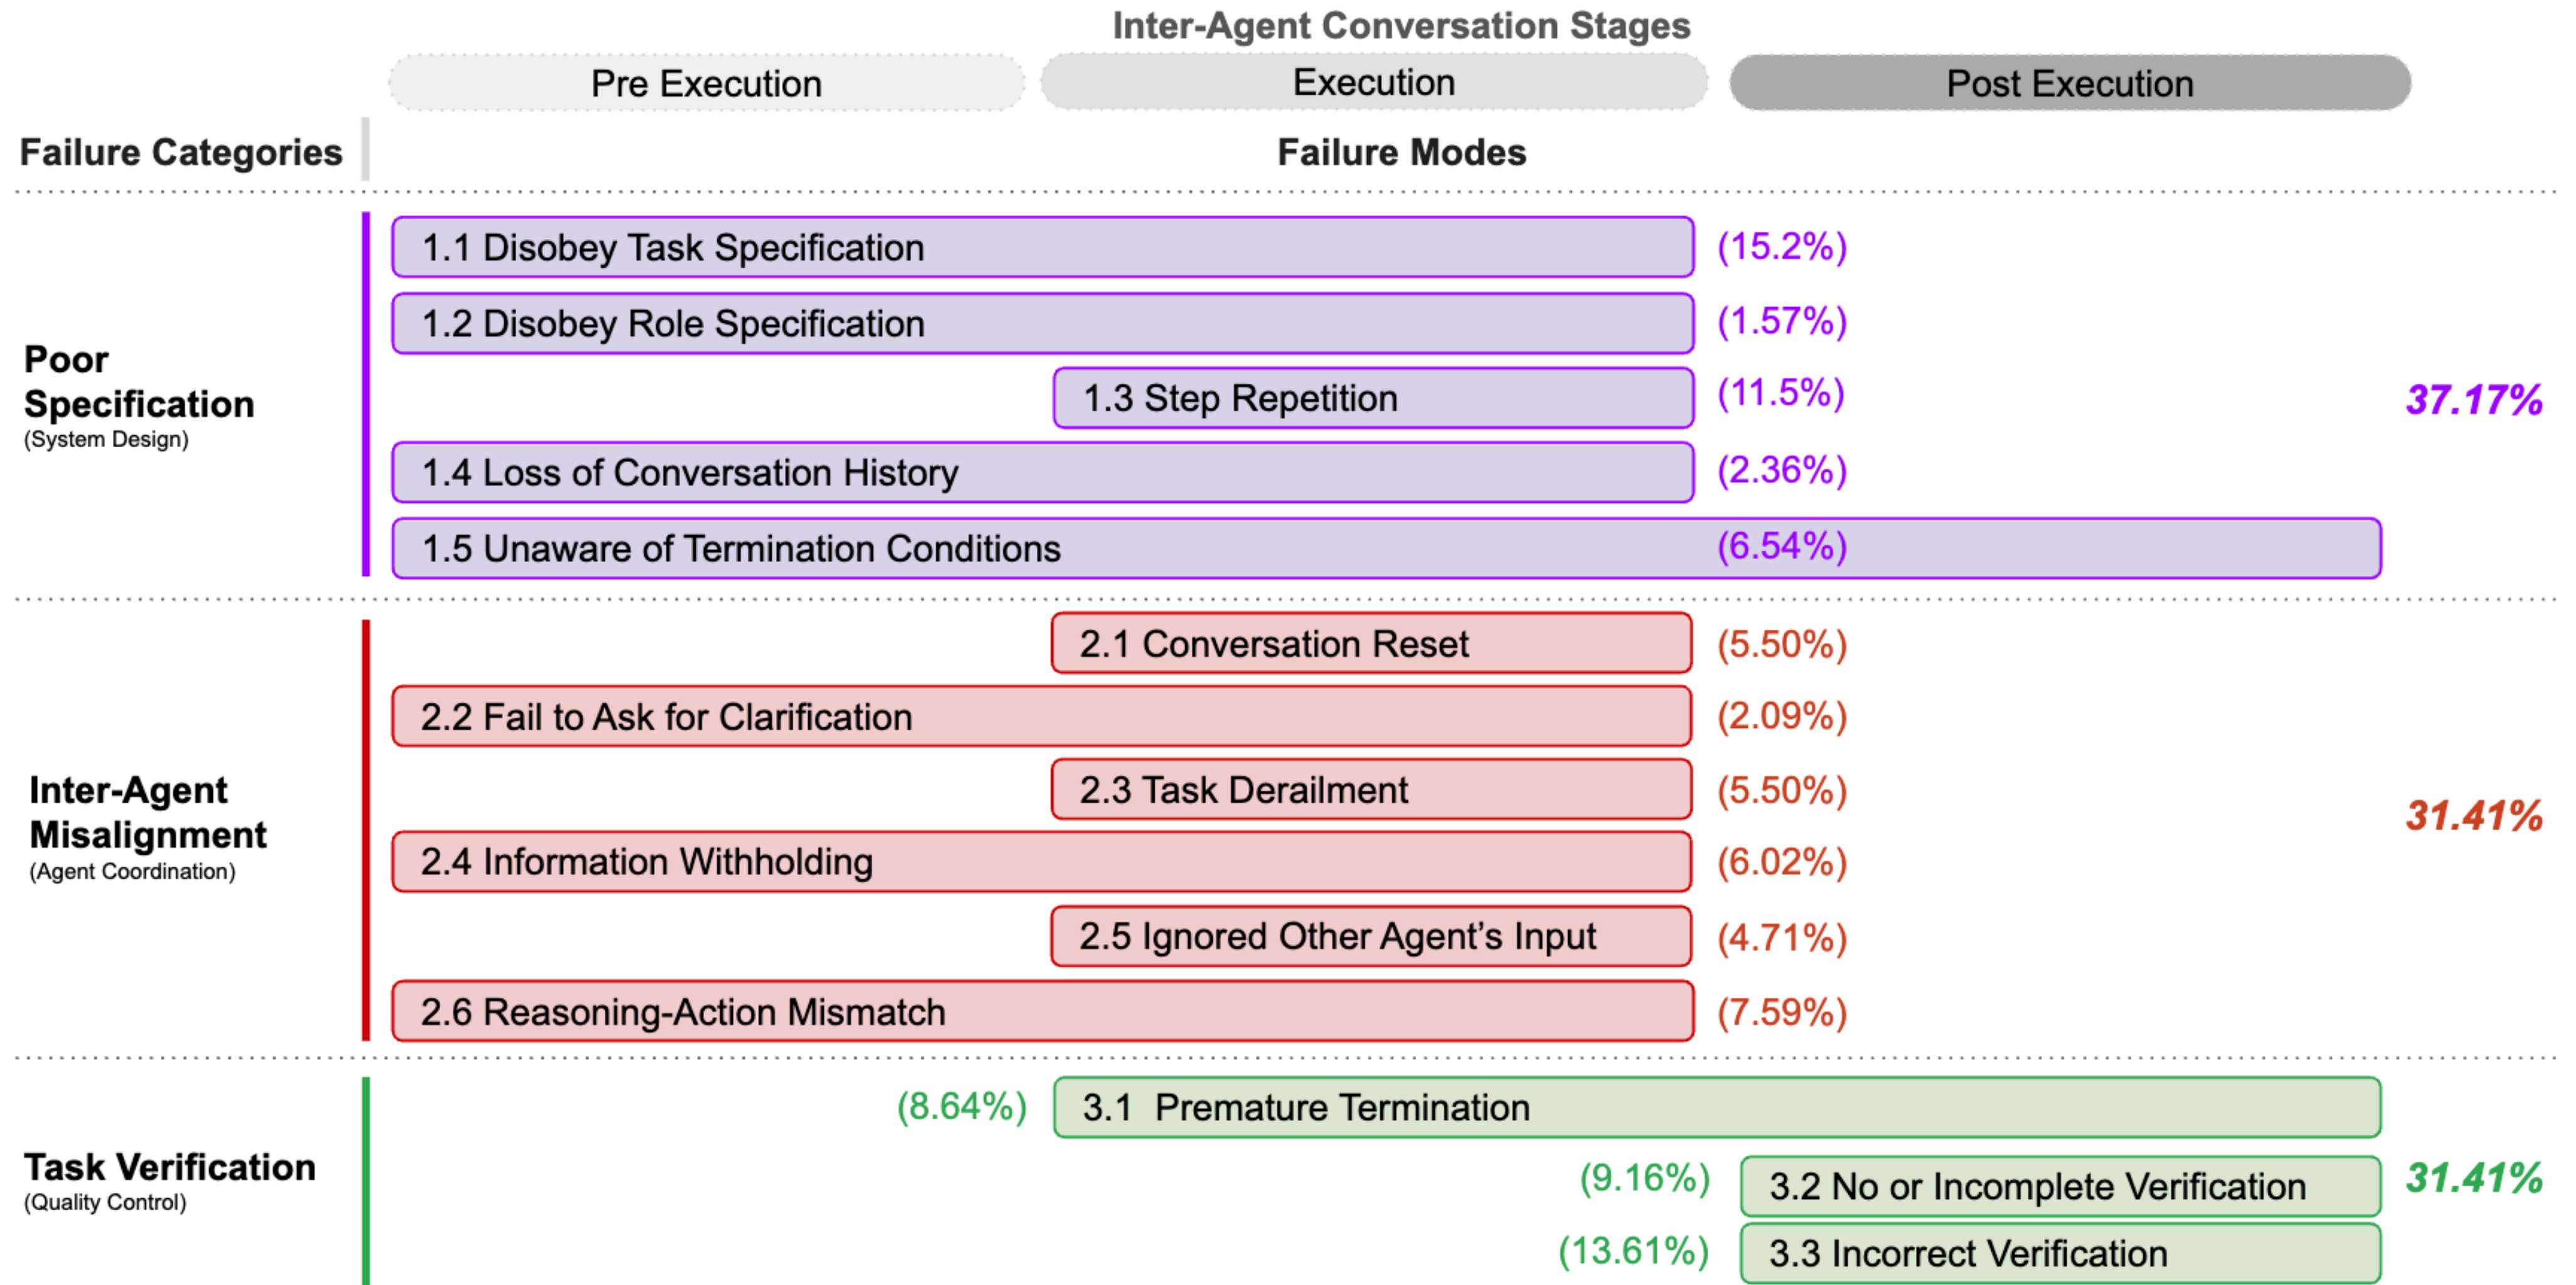 Inter-Agent Conversation Stages
Pre Execution
Execution
Post Execution
Failure Categories
Failure Modes
Poor
Specification
(System Design)
1.1 Disobey Task Specification
(15.2%)
1.2 Disobey Role Specification
(1.57%)
1.3 Step Repetition
(11.5%)
1.4 Loss of Conversation History
(2.36%)
1.5 Unaware of Termination Conditions
(6.54%)
37.17%
Inter-Agent
Misalignment
(Agent Coordination)
2.1 Conversation Reset
(5.50%)
2.2 Fail to Ask for Clarification
(2.09%)
2.3 Task Derailment
(5.50%)
2.4 Information Withholding
(6.02%)
2.5 Ignored Other Agent’s Input
(4.71%)
2.6 Reasoning-Action Mismatch
(7.59%)
31.41%
Task Verification
(Quality Control)
(8.64%)
3.1 Premature Termination
(9.16%)
3.2 No or Incomplete Verification
(13.61%)
3.3 Incorrect Verification
31.41%